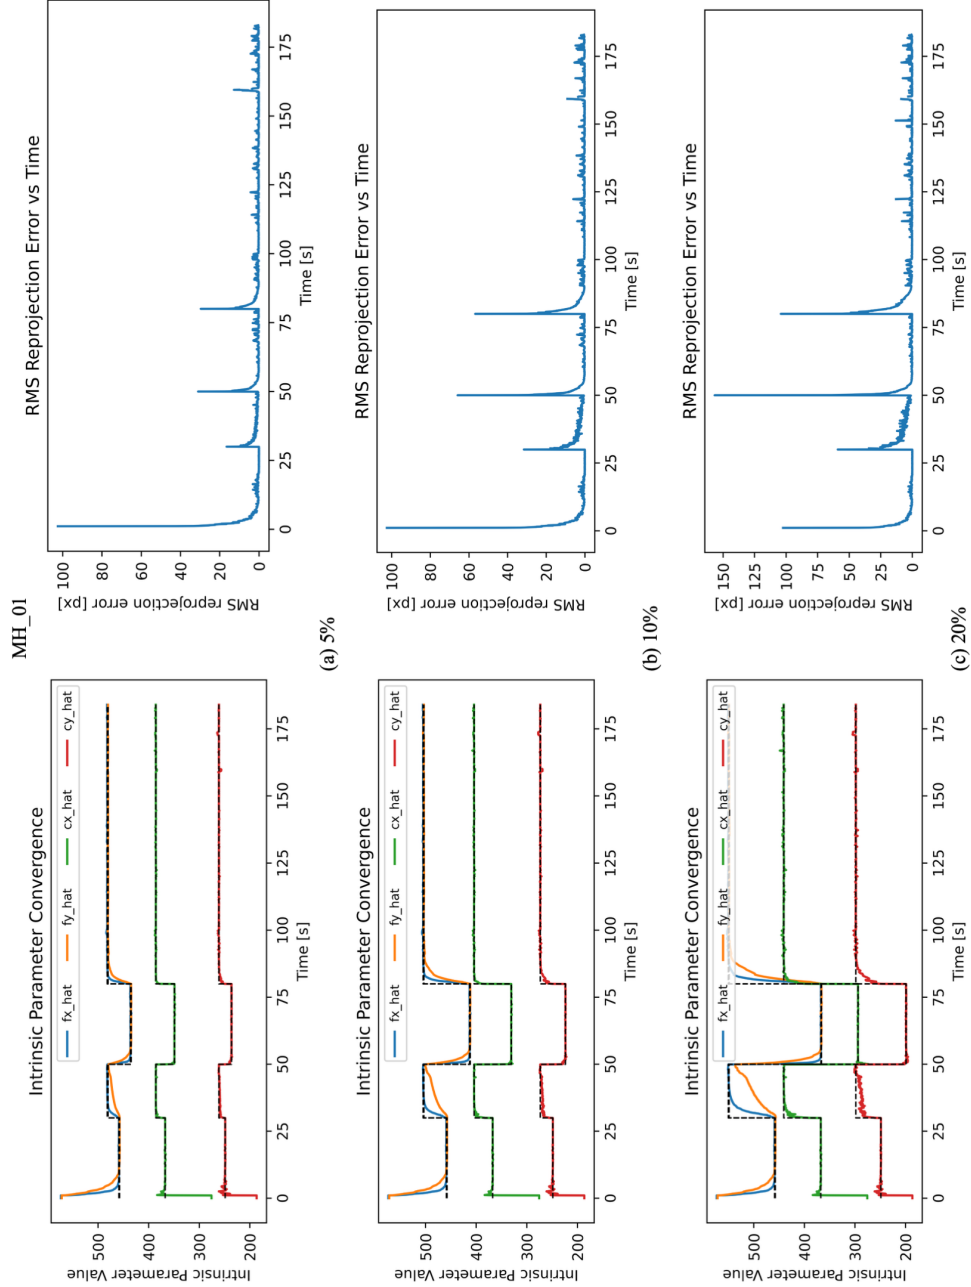 MH_01
Intrinsic Parameter Convergence
Intrinsic Parameter Value
500
400
300
200
fx_hat
fy_hat
cx_hat
cy_hat
0
25
50
75
100
125
150
175
Time [s]
RMS Reprojection Error vs Time
RMS reprojection error [px]
100
80
60
40
20
0
0
25
50
75
100
125
150
175
Time [s]
(a) 5%
Intrinsic Parameter Convergence
Intrinsic Parameter Value
500
400
300
200
fx_hat
fy_hat
cx_hat
cy_hat
0
25
50
75
100
125
150
175
Time [s]
RMS Reprojection Error vs Time
RMS reprojection error [px]
100
80
60
40
20
0
0
25
50
75
100
125
150
175
Time [s]
(b) 10%
Intrinsic Parameter Convergence
Intrinsic Parameter Value
500
400
300
200
fx_hat
fy_hat
cx_hat
cy_hat
0
25
50
75
100
125
150
175
Time [s]
RMS Reprojection Error vs Time
RMS reprojection error [px]
150
125
100
75
50
25
0
0
25
50
75
100
125
150
175
Time [s]
(c) 20%